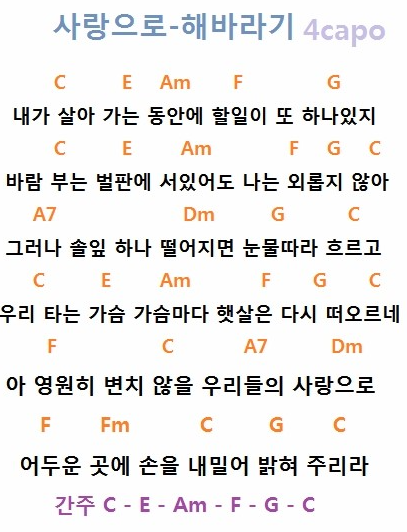 사랑으로-해바라기 4capo
C E Am F G
내가 살아 가는 동안에 할일이 또 하나있지
C E Am F G C
바람 부는 벌판에 서있어도 나는 외롭지 않아
A7 Dm G C
그러나 솔잎 하나 떨어지면 눈물따라 흐르고
C E Am F G C
우리 타는 가슴 가슴마다 햇살은 다시 떠오르네
F C A7 Dm
아 영원히 변치 않을 우리들의 사랑으로
F Fm C G C
어두운 곳에 손을 내밀어 밝혀 주리라
간주 C - E - Am - F - G - C